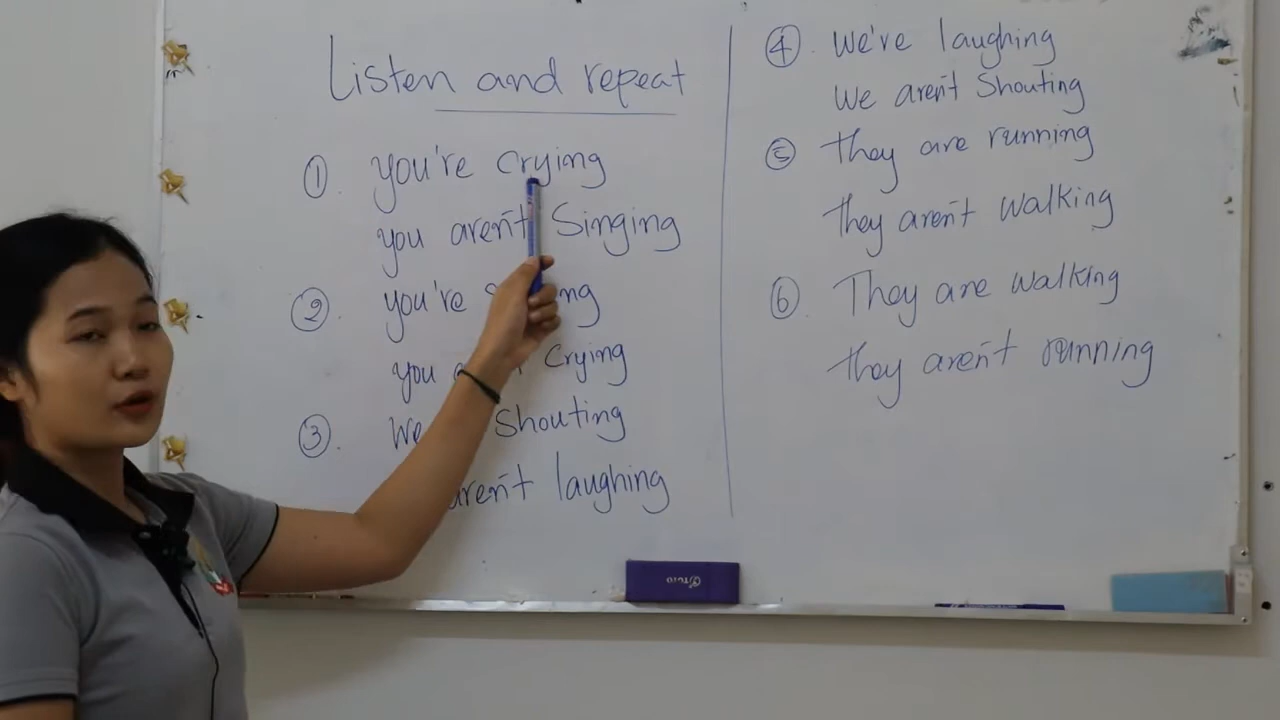 Listen and repeat
1. you're crying
you aren't Singing
2. you're ng
you crying
3. We Shouting
aren't laughing
4. We're laughing
we aren't Shouting
5. they are running
they aren't walking
6. They are walking
they aren't running